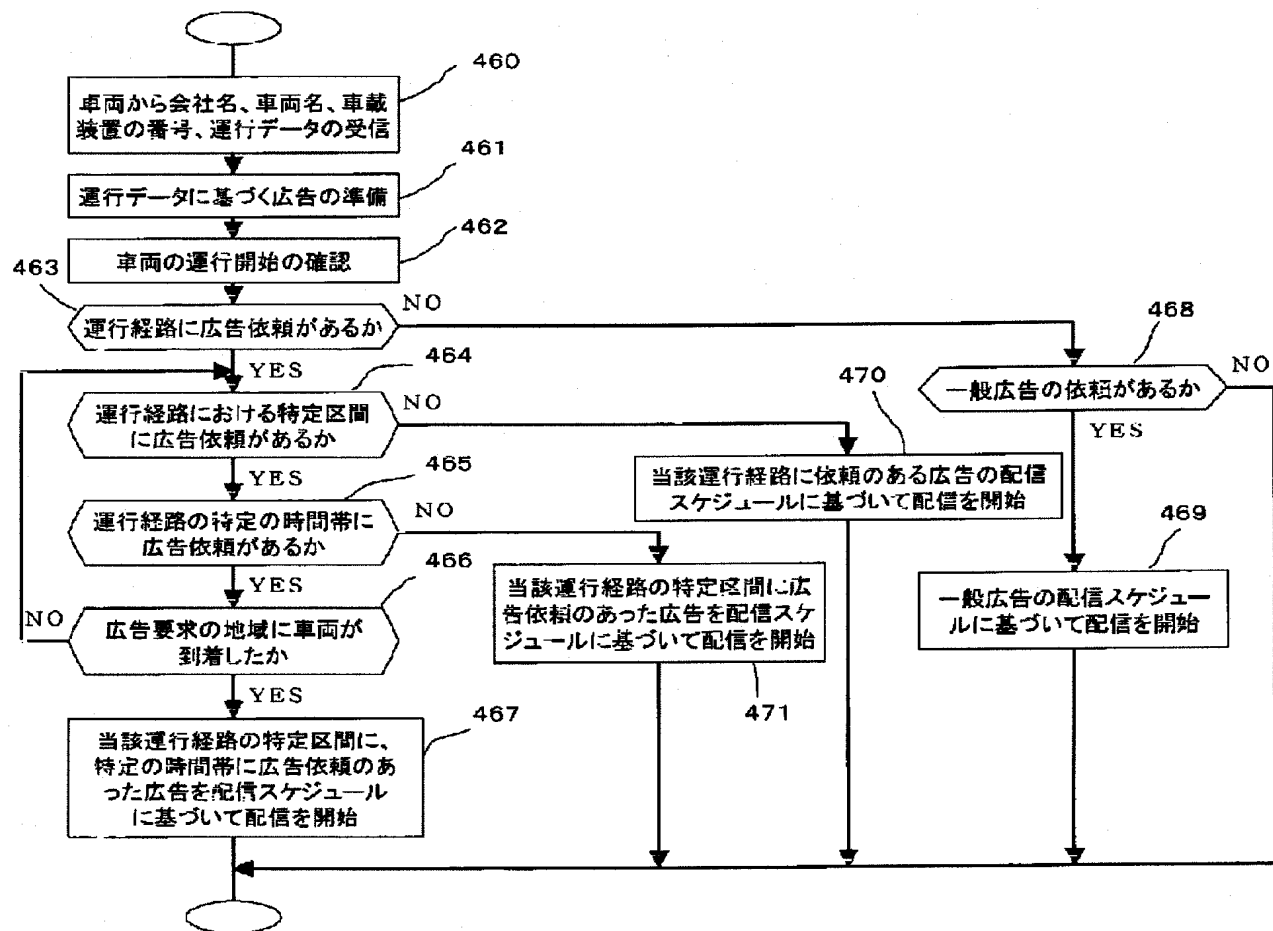 460
車両から会社名、車両名、車載
装置の番号、運行データの受信
461
運行データに基づく広告の準備
462
車両の運行開始の確認
463
運行経路に広告依頼があるか
NO
YES
464
運行経路における特定区間
に広告依頼があるか
NO
YES
465
運行経路の特定の時間帯に
広告依頼があるか
NO
YES
466
広告要求の地域に車両が
到着したか
NO
YES
467
当該運行経路の特定区間に、
特定の時間帯に広告依頼のあ
った広告を配信スケジュール
に基づいて配信を開始
468
一般広告の依頼があるか
NO
YES
469
一般広告の配信スケジュー
ルに基づいて配信を開始
470
当該運行経路に依頼のある広告の配信
スケジュールに基づいて配信を開始
当該運行経路の特定区間に広
告依頼のあった広告を配信スケ
ジュールに基づいて配信を開始
471